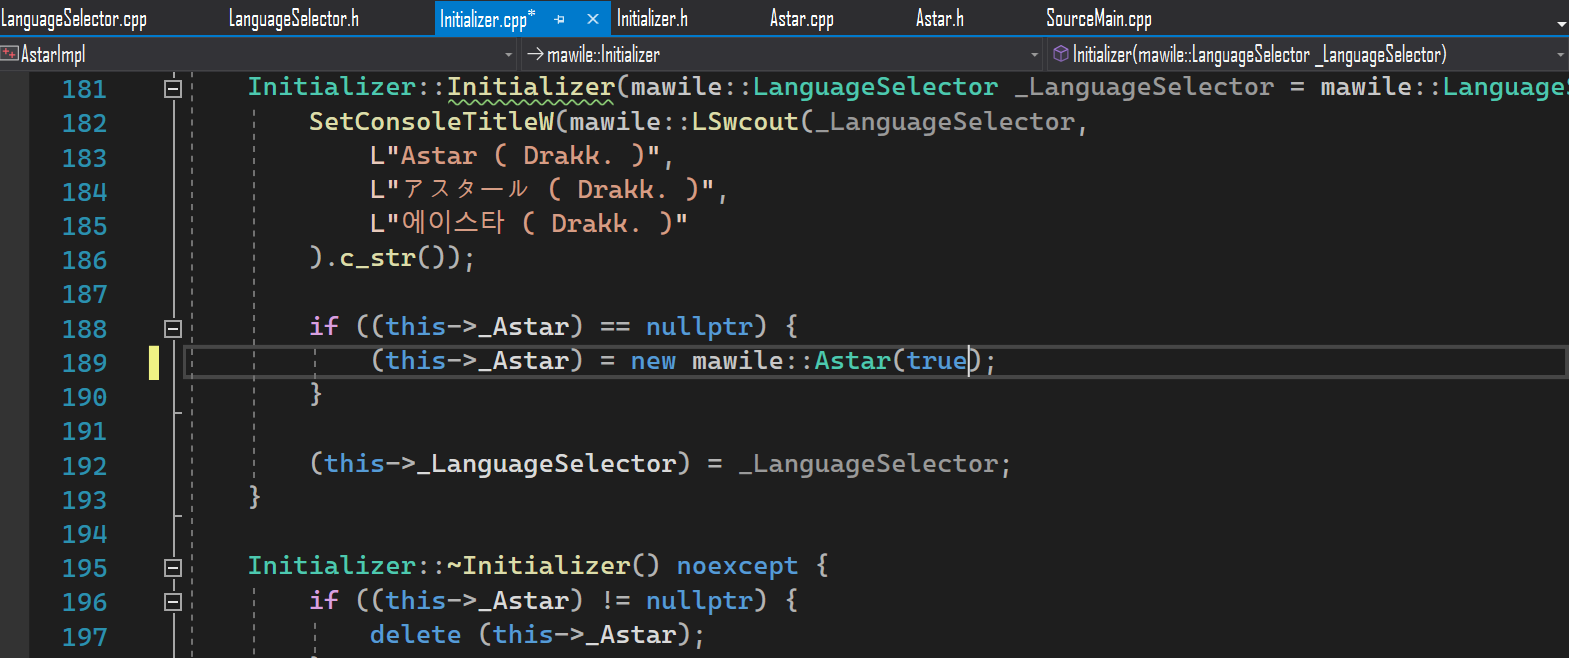 LanguageSelector.cpp LanguageSelector.h Initializer.cpp* Initializer.h Astar.cpp Astar.h SourceMain.cpp
AstarImpl mawile::Initializer Initializer(mawile::LanguageSelector _LanguageSelector)
181 Initializer::Initializer(mawile::LanguageSelector _LanguageSelector = mawile::LanguageS
182 SetConsoleTitleW(mawile::LSwcout(_LanguageSelector,
183 L"Astar ( Drakk. )",
184 L"アスタール ( Drakk. )",
185 L"에이스타 ( Drakk. )"
186 ).c_str());
187
188 if ((this->_Astar) == nullptr) {
189 (this->_Astar) = new mawile::Astar(true);
190 }
191
192 (this->_LanguageSelector) = _LanguageSelector;
193 }
194
195 Initializer::~Initializer() noexcept {
196 if ((this->_Astar) != nullptr) {
197 delete (this->_Astar);